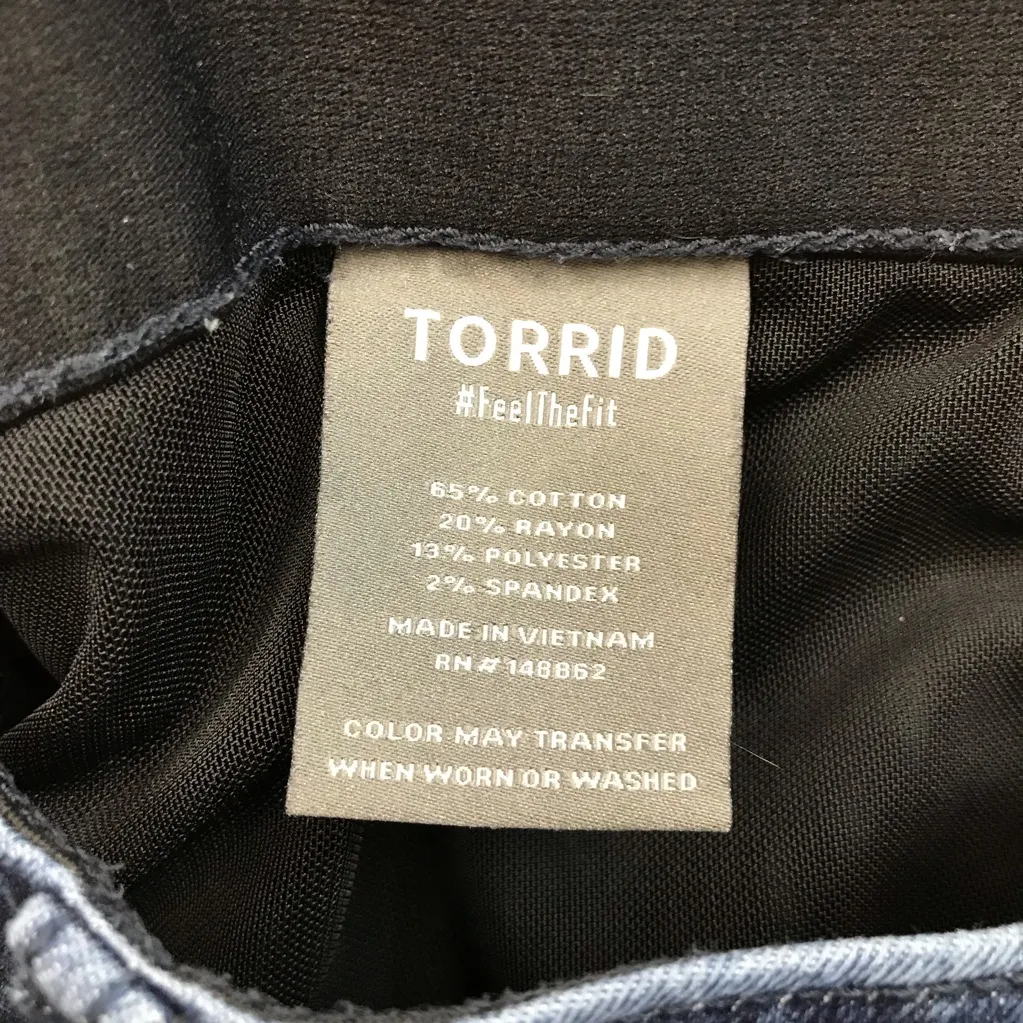 TORRID
#FeelTheFit
65% COTTON
20% RAYON
13% POLYESTER
2% SPANDEX
MADE IN VIETNAM
RN#148862
COLOR MAY TRANSFER
WHEN WORN OR WASHED